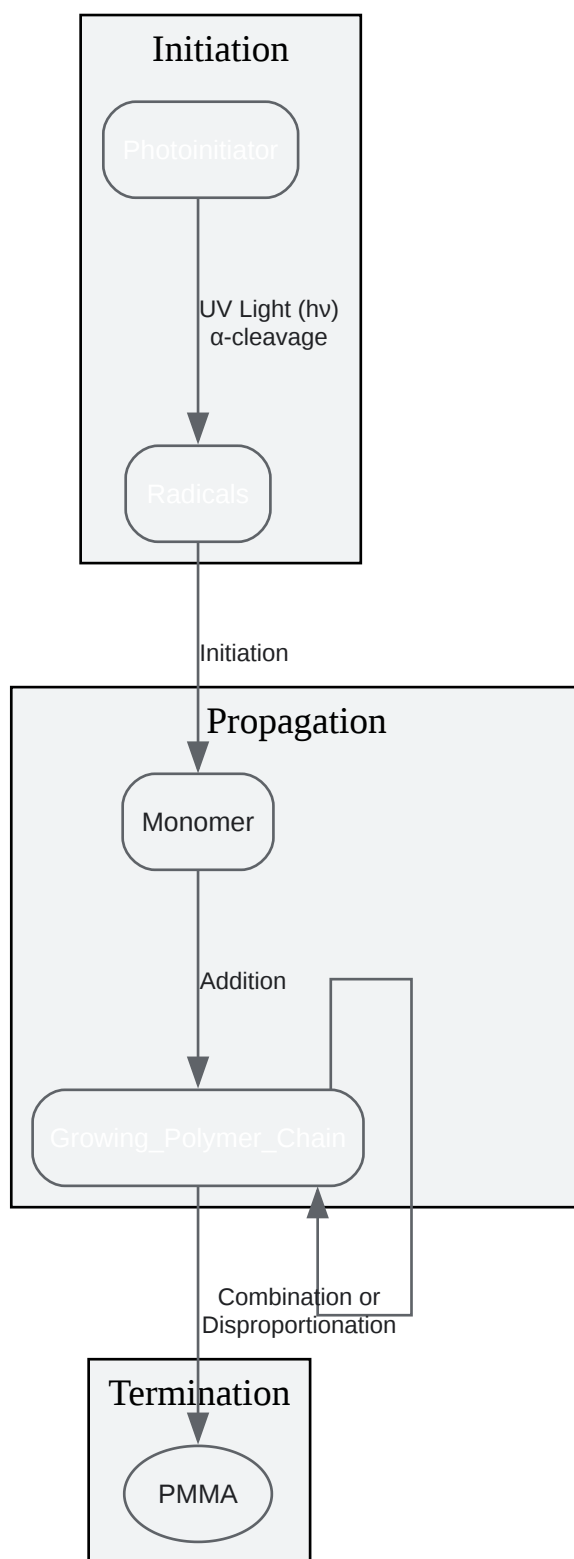 Initiation
Photoinitiator
UV Light (hν)
α-cleavage
Radicals
Initiation
Propagation
Monomer
Addition
Growing_Polymer_Chain
Combination or
Disproportionation
Termination
PMMA